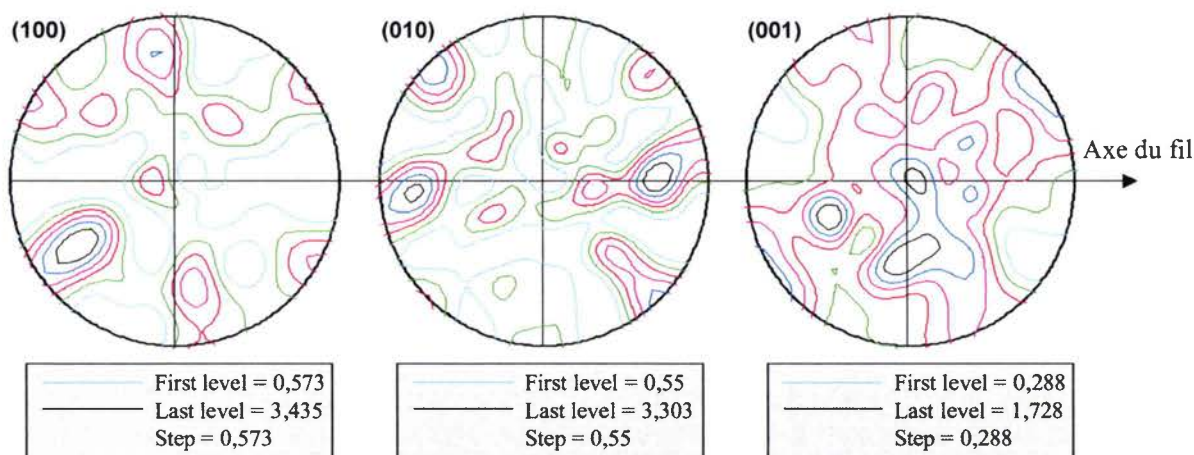 (100)
(010)
(001)
Axe du fil
First level = 0,573
Last level = 3,435
Step = 0,573
First level = 0,55
Last level = 3,303
Step = 0,55
First level = 0,288
Last level = 1,728
Step = 0,288